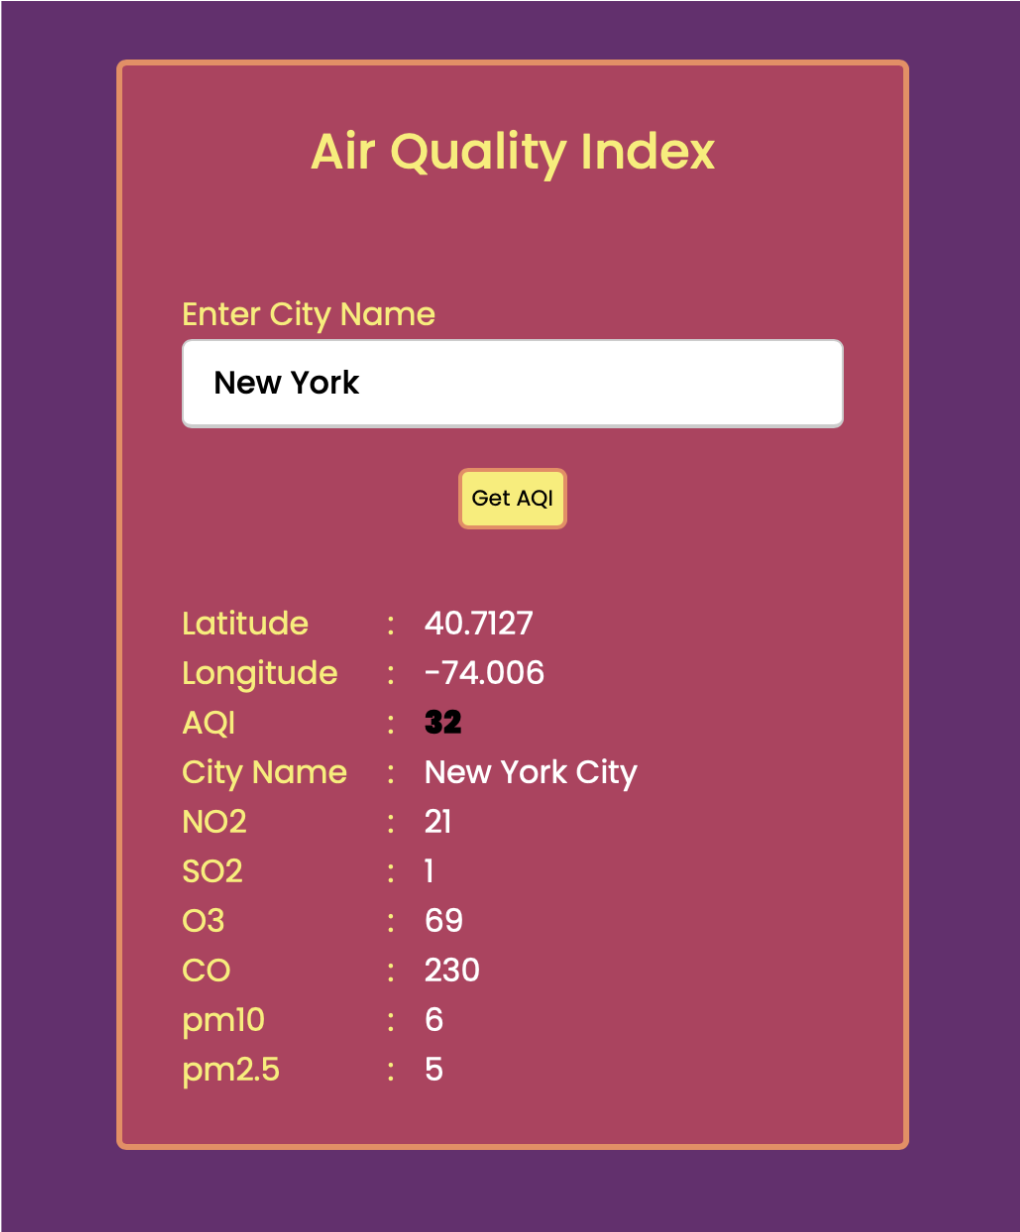 Air Quality Index
Enter City Name
New York
Get AQI
Latitude : 40.7127
Longitude : -74.006
AQI : 32
City Name : New York City
NO2 : 21
SO2 : 1
O3 : 69
CO : 230
pm10 : 6
pm2.5 : 5